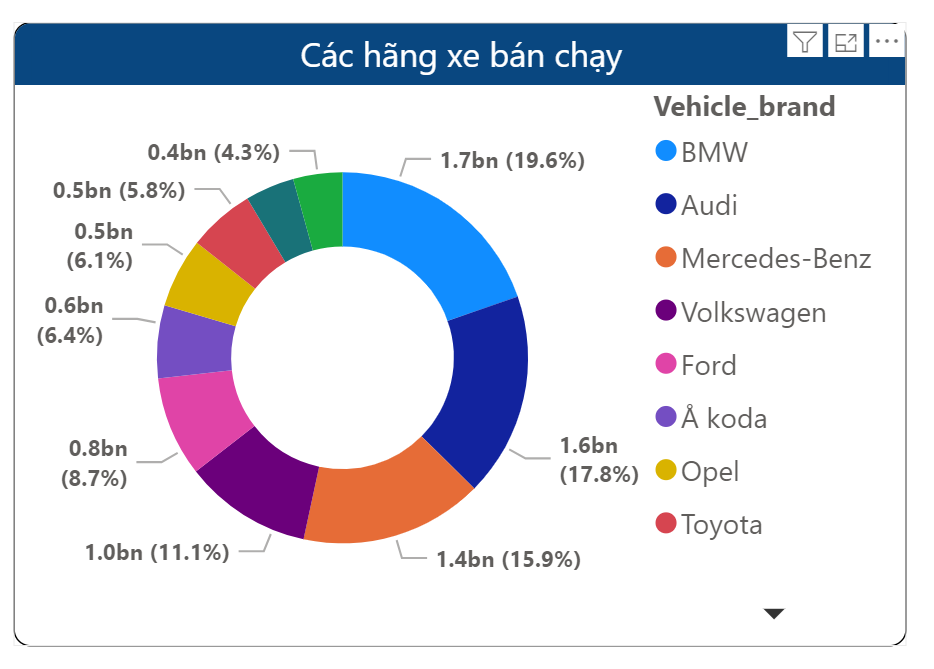 Các hãng xe bán chạy
Vehicle_brand
BMW
Audi
Mercedes-Benz
Volkswagen
Ford
Å koda
Opel
Toyota
1.7bn (19.6%)
1.6bn
(17.8%)
1.4bn (15.9%)
1.0bn (11.1%)
0.8bn
(8.7%)
0.6bn
(6.4%)
0.5bn
(6.1%)
0.5bn (5.8%)
0.4bn (4.3%)